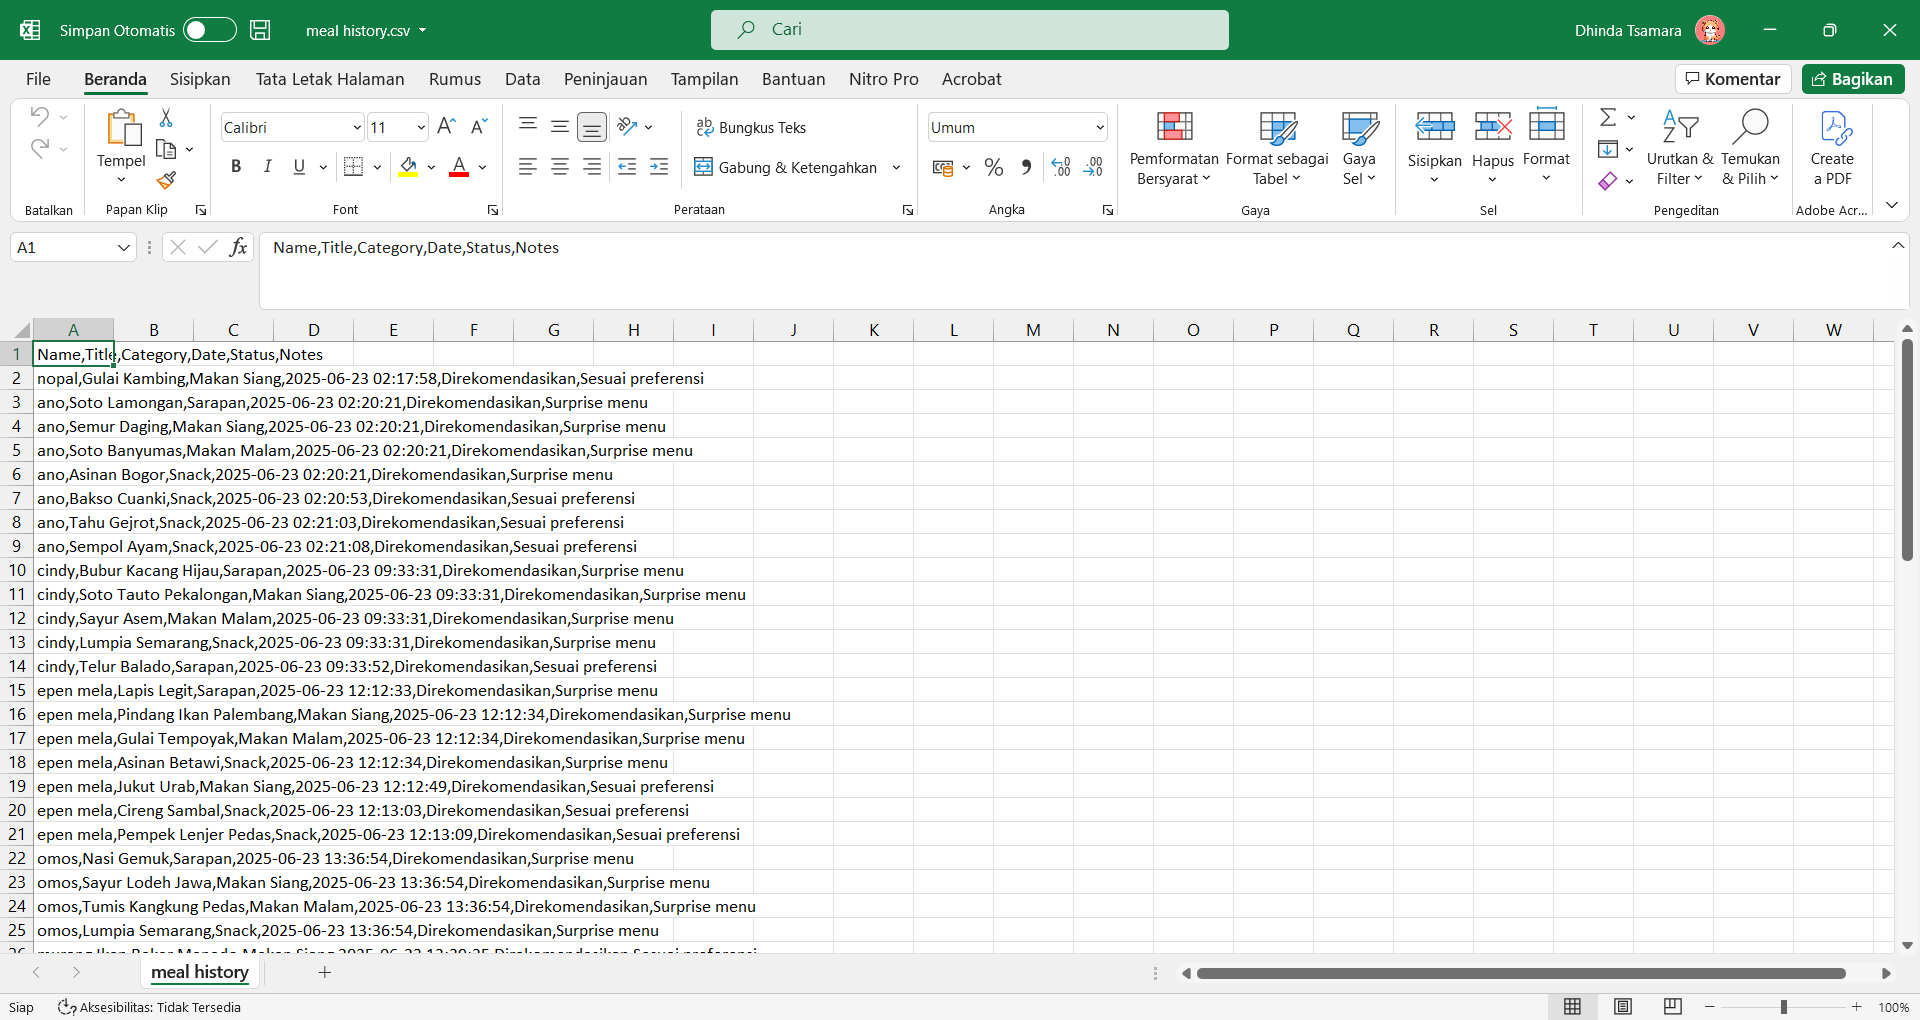 Simpan Otomatis
meal history.csv
Cari
Dhinda Tsamara
File Beranda Sisipkan Tata Letak Halaman Rumus Data Peninjauan Tampilan Bantuan Nitro Pro Acrobat
Komentar
Bagikan
Tempel
Calibri
11
B I U
A
Bungkus Teks
Gabung & Ketengahkan
Umum
%
Pemformatan Bersyarat
Format sebagai Tabel
Gaya Sel
Sisipkan
Hapus
Format
Urutkan & Filter
Temukan & Pilih
Create a PDF
Batalkan
Papan Klip
Font
Perataan
Angka
Gaya
Sel
Pengeditan
Adobe Acr...
A1
fx
Name,Title,Category,Date,Status,Notes
A B C D E F G H I J K L M N O P Q R S T U V W
1 Name,Title,Category,Date,Status,Notes
2 nopal,Gulai Kambing,Makan Siang,2025-06-23 02:17:58,Direkomendasikan,Sesuai preferensi
3 ano,Soto Lamongan,Sarapan,2025-06-23 02:20:21,Direkomendasikan,Surprise menu
4 ano,Semur Daging,Makan Siang,2025-06-23 02:20:21,Direkomendasikan,Surprise menu
5 ano,Soto Banyumas,Makan Malam,2025-06-23 02:20:21,Direkomendasikan,Surprise menu
6 ano,Asinan Bogor,Snack,2025-06-23 02:20:21,Direkomendasikan,Surprise menu
7 ano,Bakso Cuanki,Snack,2025-06-23 02:20:53,Direkomendasikan,Sesuai preferensi
8 ano,Tahu Gejrot,Snack,2025-06-23 02:21:03,Direkomendasikan,Sesuai preferensi
9 ano,Sempol Ayam,Snack,2025-06-23 02:21:08,Direkomendasikan,Sesuai preferensi
10 cindy,Bubur Kacang Hijau,Sarapan,2025-06-23 09:33:31,Direkomendasikan,Surprise menu
11 cindy,Soto Tauto Pekalongan,Makan Siang,2025-06-23 09:33:31,Direkomendasikan,Surprise menu
12 cindy,Sayur Asem,Makan Malam,2025-06-23 09:33:31,Direkomendasikan,Surprise menu
13 cindy,Lumpia Semarang,Snack,2025-06-23 09:33:31,Direkomendasikan,Surprise menu
14 cindy,Telur Balado,Sarapan,2025-06-23 09:33:52,Direkomendasikan,Sesuai preferensi
15 epen mela,Lapis Legit,Sarapan,2025-06-23 12:12:33,Direkomendasikan,Surprise menu
16 epen mela,Pindang Ikan Palembang,Makan Siang,2025-06-23 12:12:34,Direkomendasikan,Surprise menu
17 epen mela,Gulai Tempoyak,Makan Malam,2025-06-23 12:12:34,Direkomendasikan,Surprise menu
18 epen mela,Asinan Betawi,Snack,2025-06-23 12:12:34,Direkomendasikan,Surprise menu
19 epen mela,Jukut Urab,Makan Siang,2025-06-23 12:12:49,Direkomendasikan,Sesuai preferensi
20 epen mela,Cireng Sambal,Snack,2025-06-23 12:13:03,Direkomendasikan,Sesuai preferensi
21 epen mela,Pempek Lenjer Pedas,Snack,2025-06-23 12:13:09,Direkomendasikan,Sesuai preferensi
22 omos,Nasi Gemuk,Sarapan,2025-06-23 13:36:54,Direkomendasikan,Surprise menu
23 omos,Sayur Lodeh Jawa,Makan Siang,2025-06-23 13:36:54,Direkomendasikan,Surprise menu
24 omos,Tumis Kangkung Pedas,Makan Malam,2025-06-23 13:36:54,Direkomendasikan,Surprise menu
25 omos,Lumpia Semarang,Snack,2025-06-23 13:36:54,Direkomendasikan,Surprise menu
meal history
Siap
Aksesibilitas: Tidak Tersedia
100%